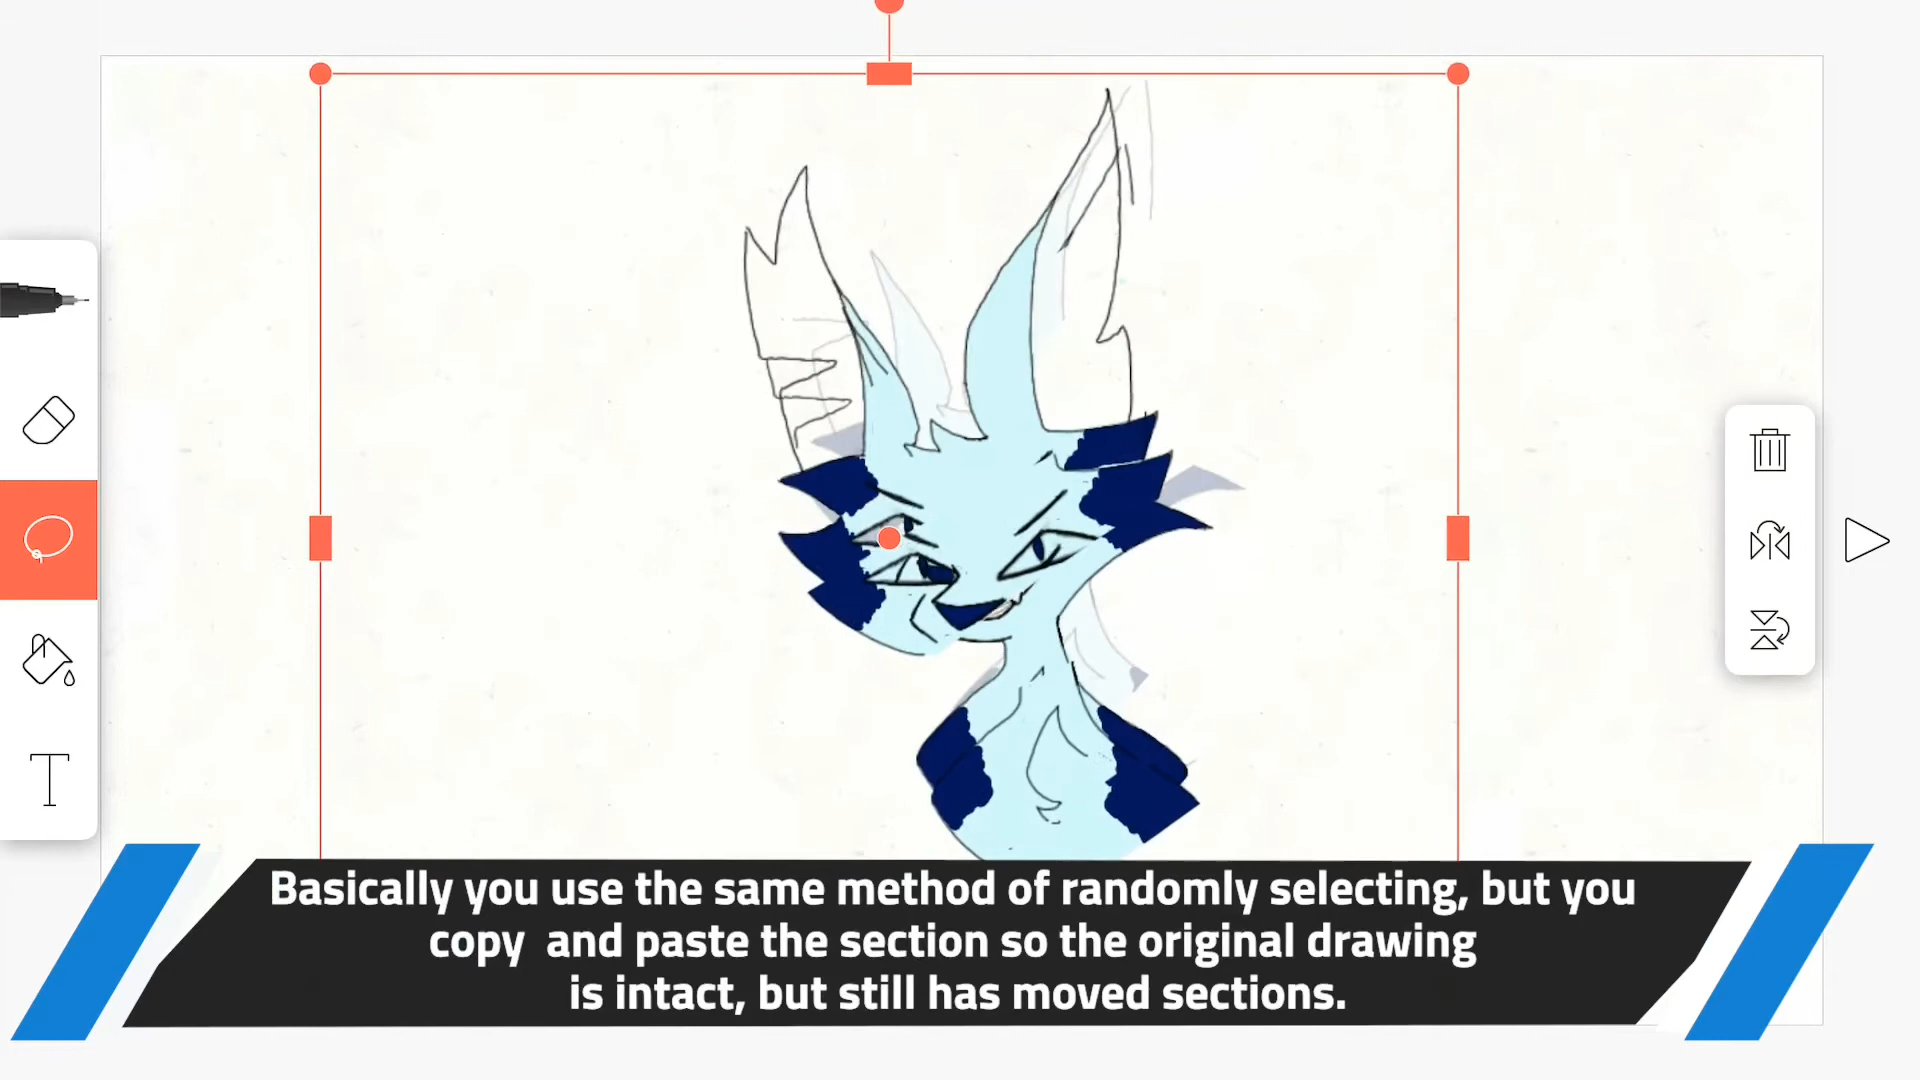 Basically you use the same method of randomly selecting, but you
copy  and paste the section so the original drawing
is intact, but still has moved sections.